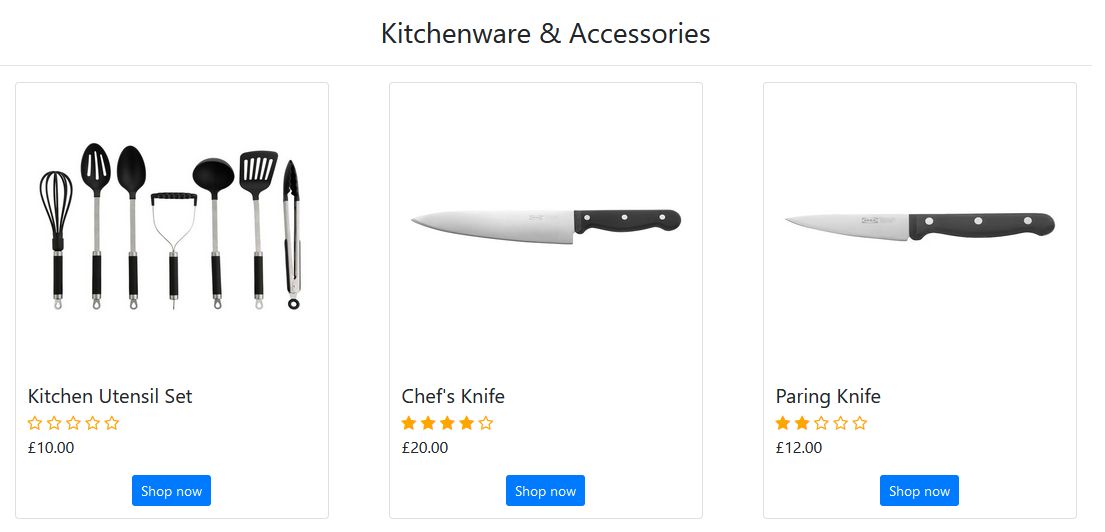 Kitchenware & Accessories
Kitchen Utensil Set
£10.00
Shop now
Chef's Knife
£20.00
Shop now
Paring Knife
£12.00
Shop now